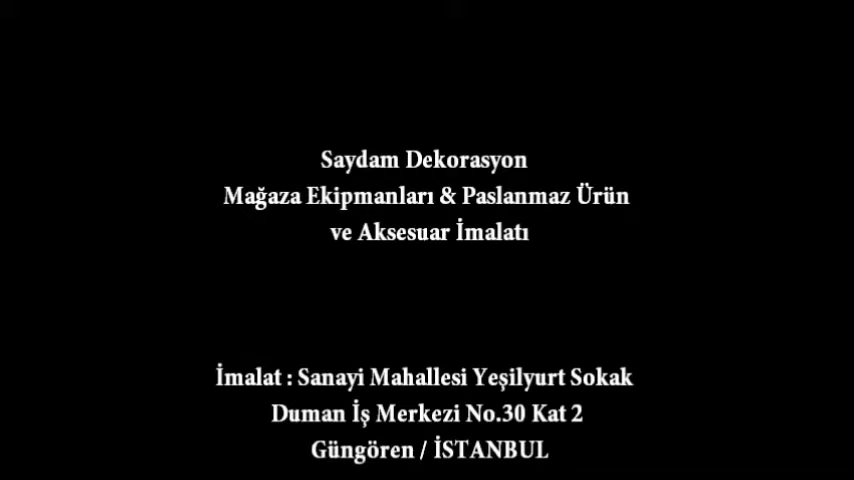 Saydam Dekorasyon
Mağaza Ekipmanları & Paslanmaz Ürün
ve Aksesuar İmalatı
İmalat : Sanayi Mahallesi Yeşilyurt Sokak
Duman İş Merkezi No.30 Kat 2
Güngören / İSTANBUL